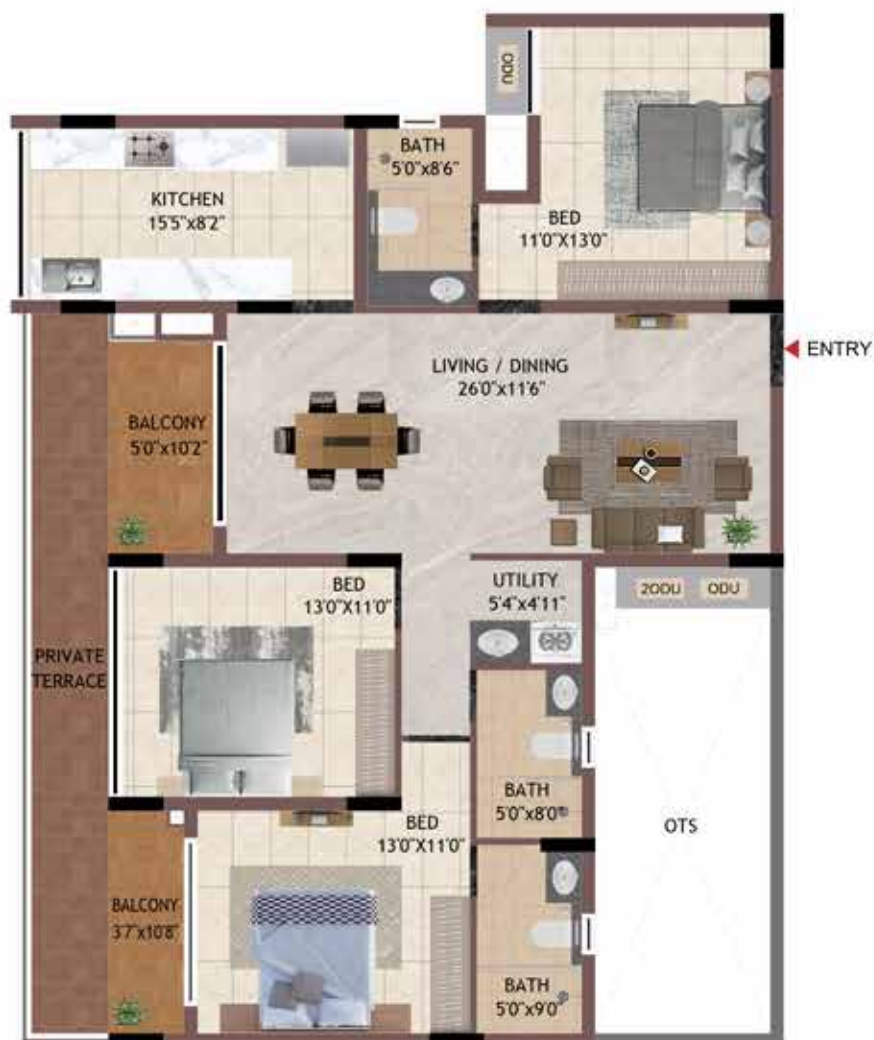 ODU
BATH
5'0"x8'6"
KITCHEN
15'5"x8'2"
BED
11'0"X13'0"
ENTRY
LIVING / DINING
26'0"x11'6"
BALCONY
5'0"x10'2"
BED
13'0"X11'0"
UTILITY
5'4"x4'11"
2ODU
ODU
PRIVATE
TERRACE
BATH
5'0"x8'0"
OTS
BED
13'0"X11'0"
BALCONY
3'7"x10'8"
BATH
5'0"x9'0"